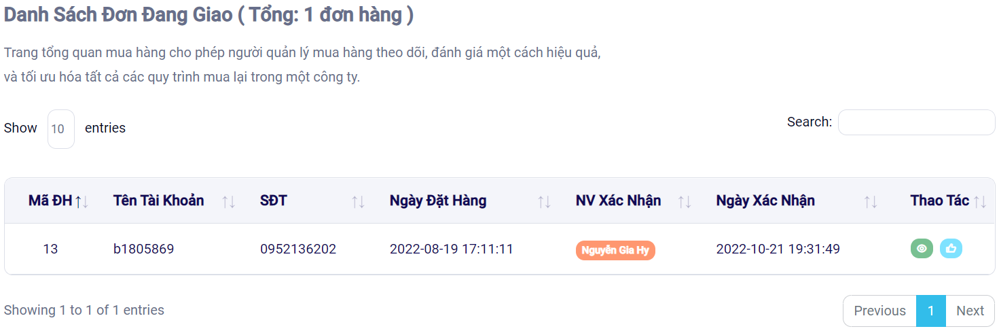 Danh Sách Đơn Đang Giao ( Tổng: 1 đơn hàng )
Trang tổng quan mua hàng cho phép người quản lý mua hàng theo dõi, đánh giá một cách hiệu quả,
và tối ưu hóa tất cả các quy trình mua lại trong một công ty.
Show 10 entries Search:
Mã ĐH Tên Tài Khoản SĐT Ngày Đặt Hàng NV Xác Nhận Ngày Xác Nhận Thao Tác
13 b1805869 0952136202 2022-08-19 17:11:11 Nguyễn Gia Hy 2022-10-21 19:31:49
Showing 1 to 1 of 1 entries Previous 1 Next